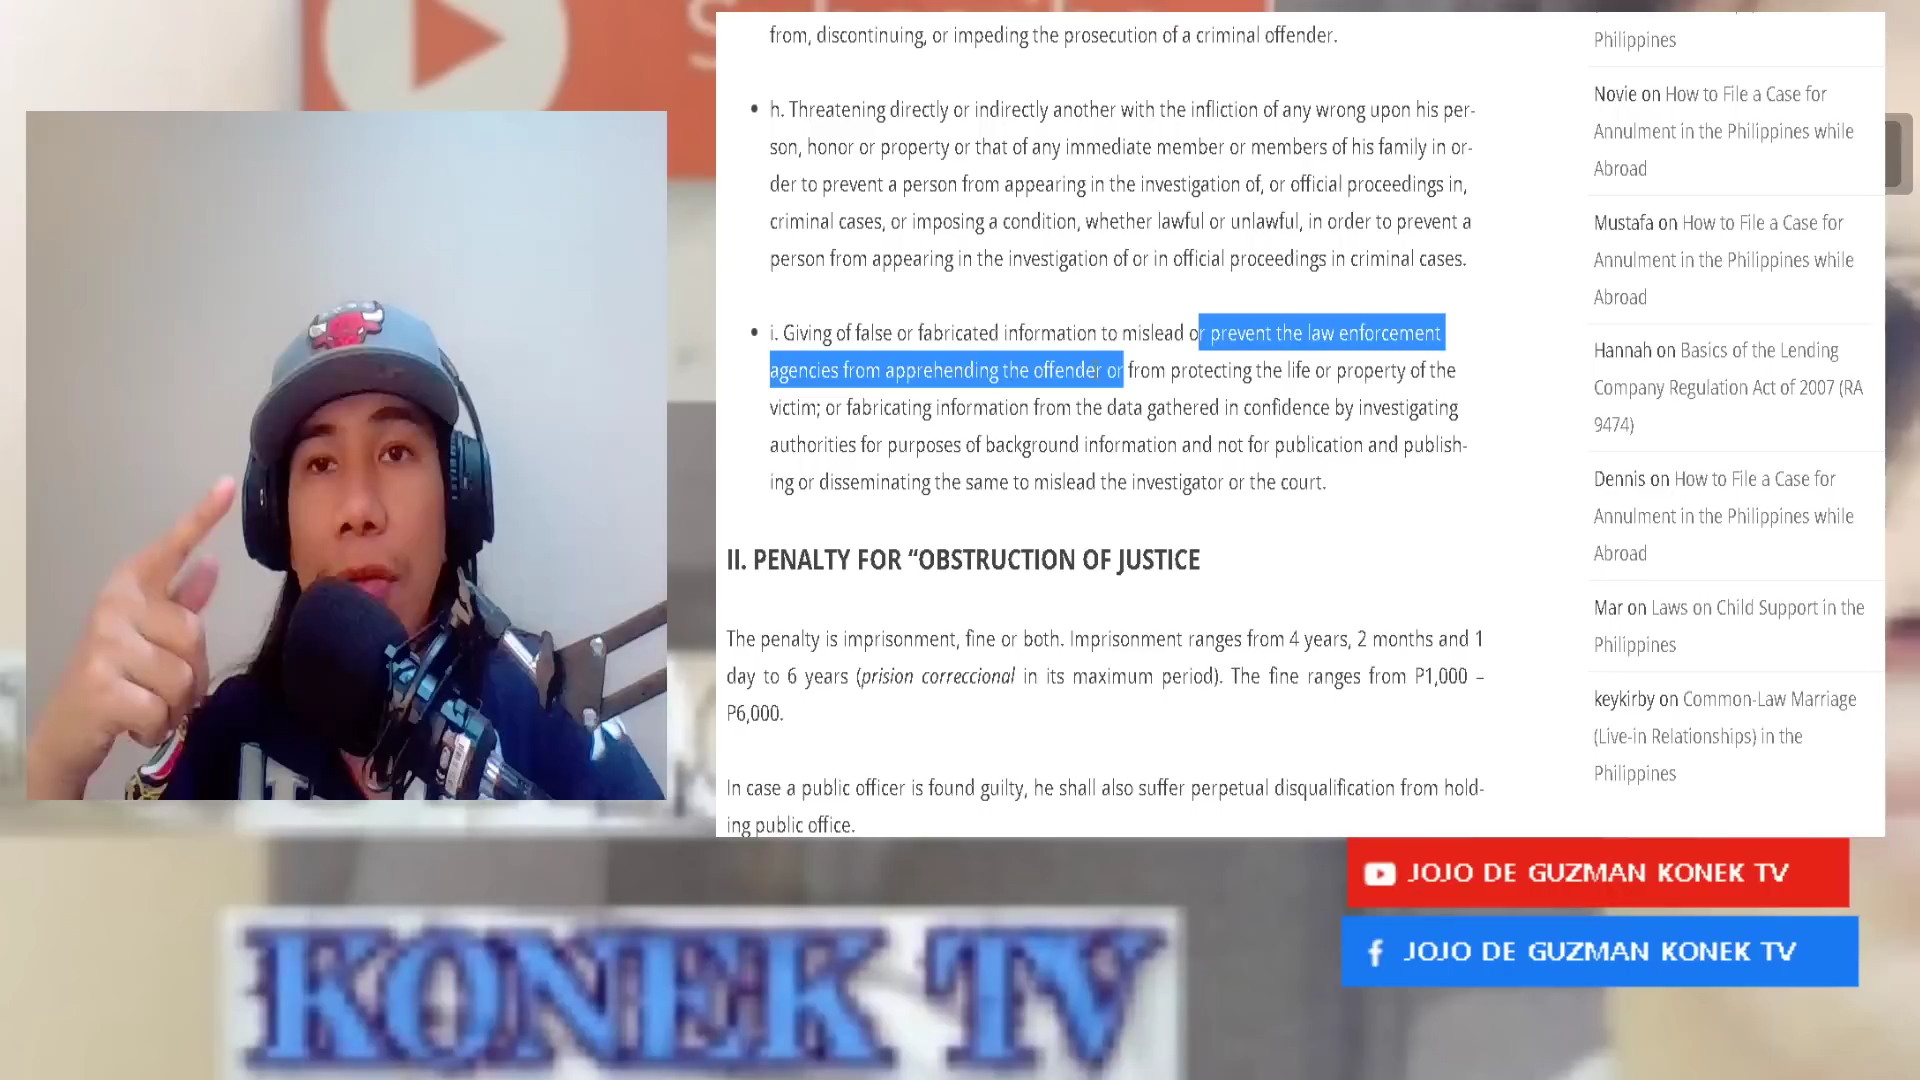 from, discontinuing, or impeding the prosecution of a criminal offender.
• h. Threatening directly or indirectly another with the infliction of any wrong upon his per-
son, honor or property or that of any immediate member or members of his family in or-
der to prevent a person from appearing in the investigation of, or official proceedings in,
criminal cases, or imposing a condition, whether lawful or unlawful, in order to prevent a
person from appearing in the investigation of or in official proceedings in criminal cases.
• i. Giving of false or fabricated information to mislead or prevent the law enforcement
agencies from apprehending the offender or from protecting the life or property of the
victim; or fabricating information from the data gathered in confidence by investigating
authorities for purposes of background information and not for publication and publish-
ing or disseminating the same to mislead the investigator or the court.
II. PENALTY FOR “OBSTRUCTION OF JUSTICE
The penalty is imprisonment, fine or both. Imprisonment ranges from 4 years, 2 months and 1
day to 6 years (prision correccional in its maximum period). The fine ranges from P1,000 –
P6,000.
In case a public officer is found guilty, he shall also suffer perpetual disqualification from hold-
ing public office.
Philippines
Novie on How to File a Case for
Annulment in the Philippines while
Abroad
Mustafa on How to File a Case for
Annulment in the Philippines while
Abroad
Hannah on Basics of the Lending
Company Regulation Act of 2007 (RA
9474)
Dennis on How to File a Case for
Annulment in the Philippines while
Abroad
Mar on Laws on Child Support in the
Philippines
keykirby on Common-Law Marriage
(Live-in Relationships) in the
Philippines
JOJO DE GUZMAN KONEK TV
JOJO DE GUZMAN KONEK TV
KONEK TV